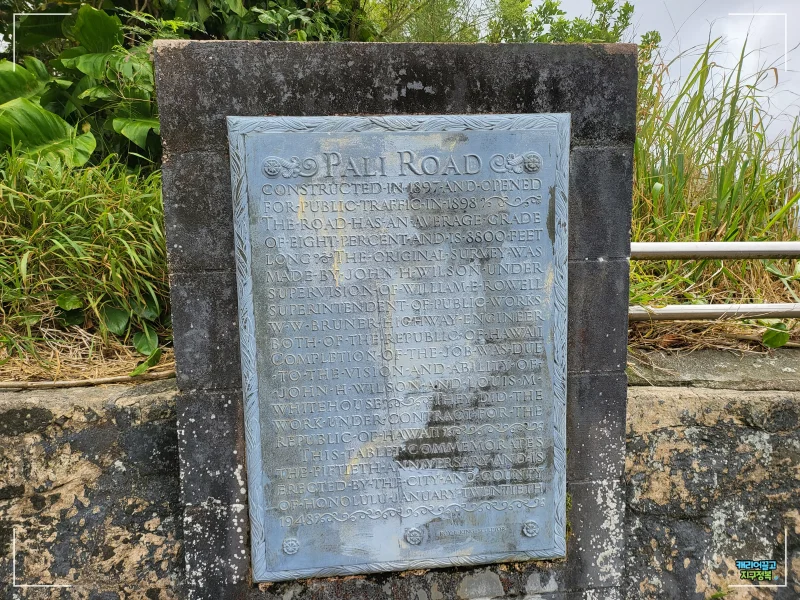 PALI ROAD
CONSTRUCTED·IN·1897·AND·OPENED
FOR·PUBLIC·TRAFFIC·IN·1898
THE·ROAD·HAS·AN·AVERAGE·GRADE
OF·EIGHT·PERCENT·AND·IS·8800·FEET
LONG THE·ORIGINAL·SURVEY·WAS
MADE·BY·JOHN·H·WILSON·UNDER
SUPERVISION·OF·WILLIAM·E·ROWELL
SUPERINTENDENT·OF·PUBLIC·WORKS
W·W·BRUNER·HIGHWAY·ENGINEER
BOTH·OF·THE·REPUBLIC·OF·HAWAII
COMPLETION·OF·THE·JOB·WAS·DUE
TO·THE·VISION·AND·ABILITY·OF
JOHN·H·WILSON·AND·LOUIS·M·
WHITEHOUSE THEY·DID·THE
WORK·UNDER·CONTRACT·FOR·THE
REPUBLIC·OF·HAWAII
THIS·TABLET·COMMEMORATES
THE·FIFTIETH·ANNIVERSARY·AND·IS
ERECTED·BY·THE·CITY·AND·COUNTY
OF·HONOLULU·JANUARY·TWENTIETH
1948
캐리어끌고
지구정복